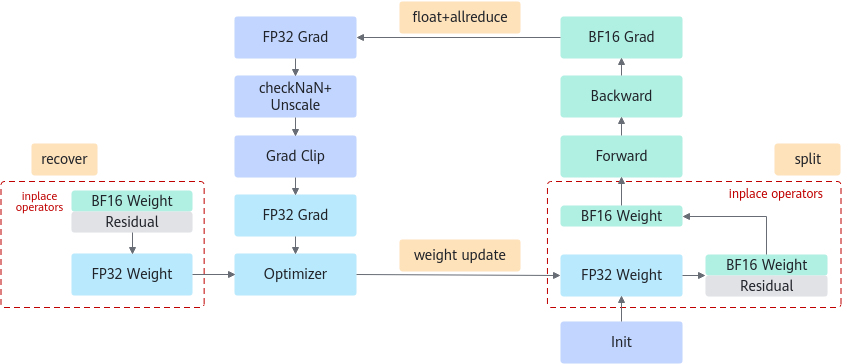 float+allreduce
FP32 Grad
BF16 Grad
checkNaN+
Unscale
Backward
recover
Grad Clip
Forward
split
inplace
operators
BF16 Weight
Residual
FP32 Grad
inplace operators
BF16 Weight
weight update
FP32 Weight
Optimizer
FP32 Weight
BF16 Weight
Residual
Init